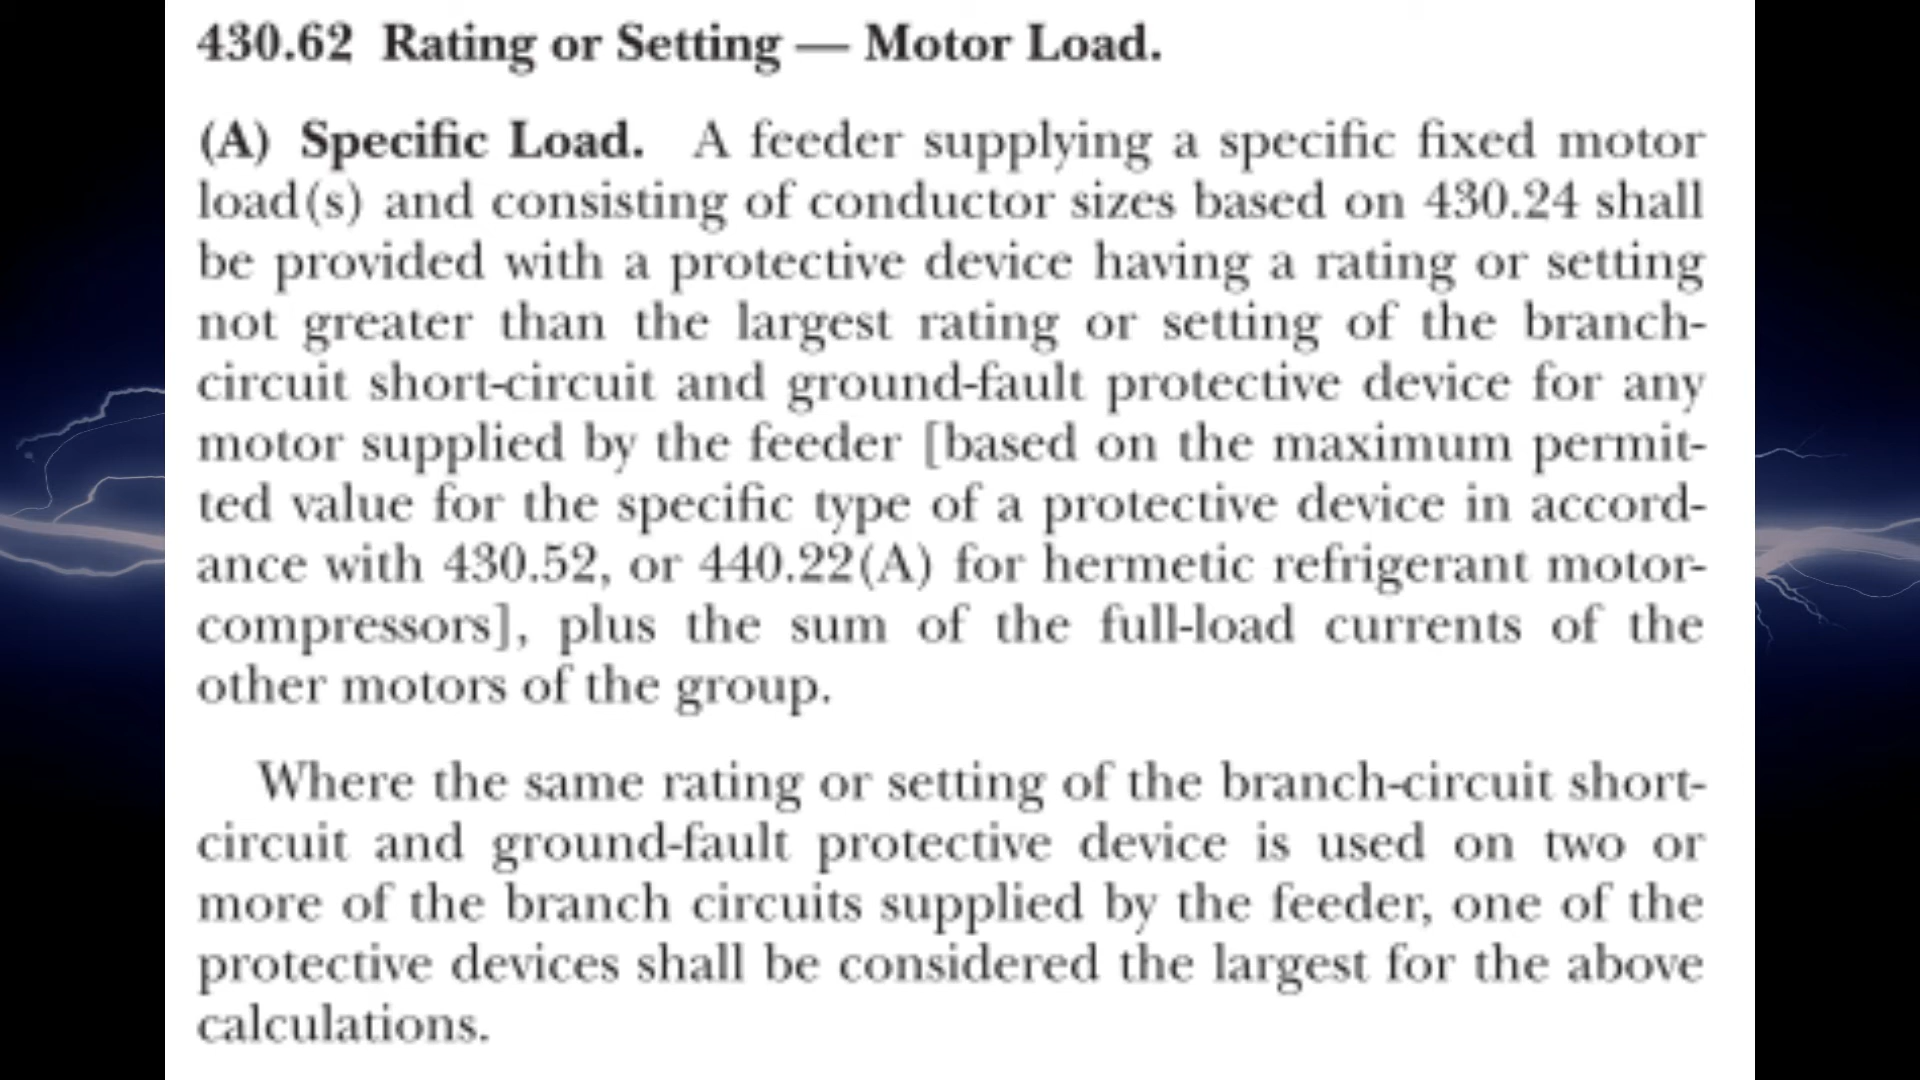 430.62 Rating or Setting — Motor Load.
(A) Specific Load. A feeder supplying a specific fixed motor
load(s) and consisting of conductor sizes based on 430.24 shall
be provided with a protective device having a rating or setting
not greater than the largest rating or setting of the branch-
circuit short-circuit and ground-fault protective device for any
motor supplied by the feeder [based on the maximum permit-
ted value for the specific type of a protective device in accord-
ance with 430.52, or 440.22(A) for hermetic refrigerant motor-
compressors], plus the sum of the full-load currents of the
other motors of the group.
Where the same rating or setting of the branch-circuit short-
circuit and ground-fault protective device is used on two or
more of the branch circuits supplied by the feeder, one of the
protective devices shall be considered the largest for the above
calculations.